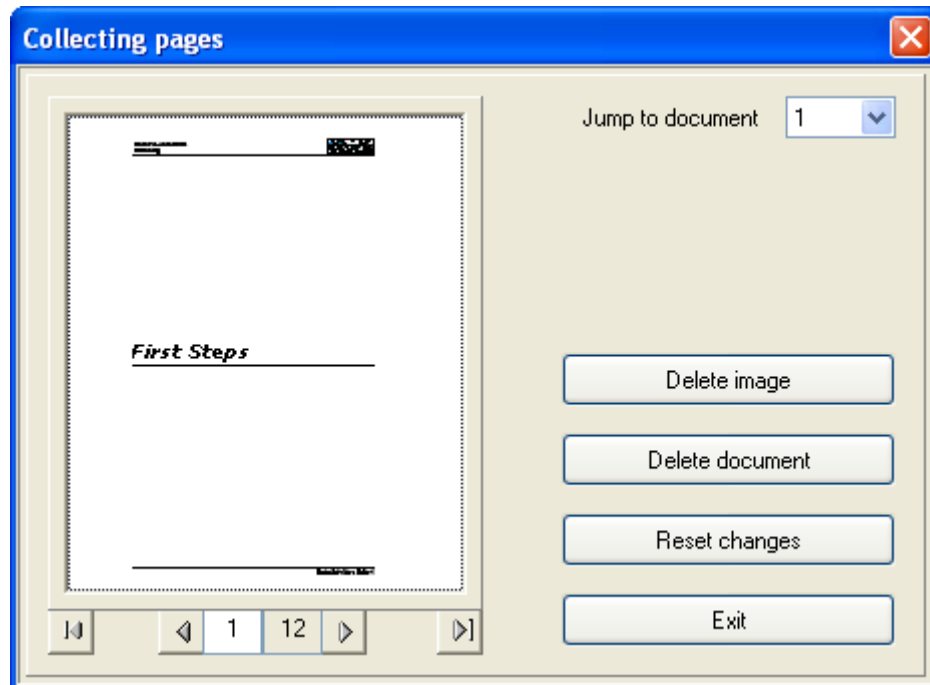 Collecting pages
Jump to document 1
First Steps
Delete image
Delete document
Reset changes
1 12
Exit